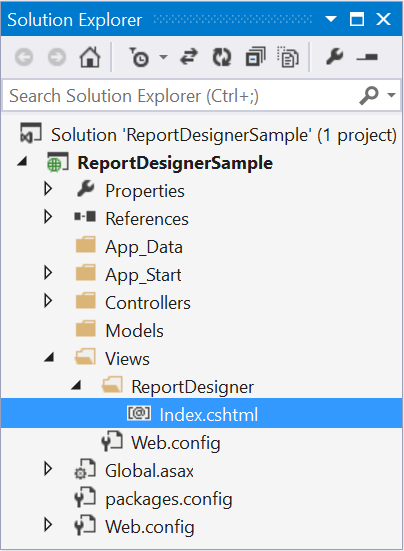 Solution Explorer
Search Solution Explorer (Ctrl+;)
Solution 'ReportDesignerSample' (1 project)
ReportDesignerSample
Properties
References
App_Data
App_Start
Controllers
Models
Views
ReportDesigner
[@] Index.cshtml
Web.config
Global.asax
packages.config
Web.config